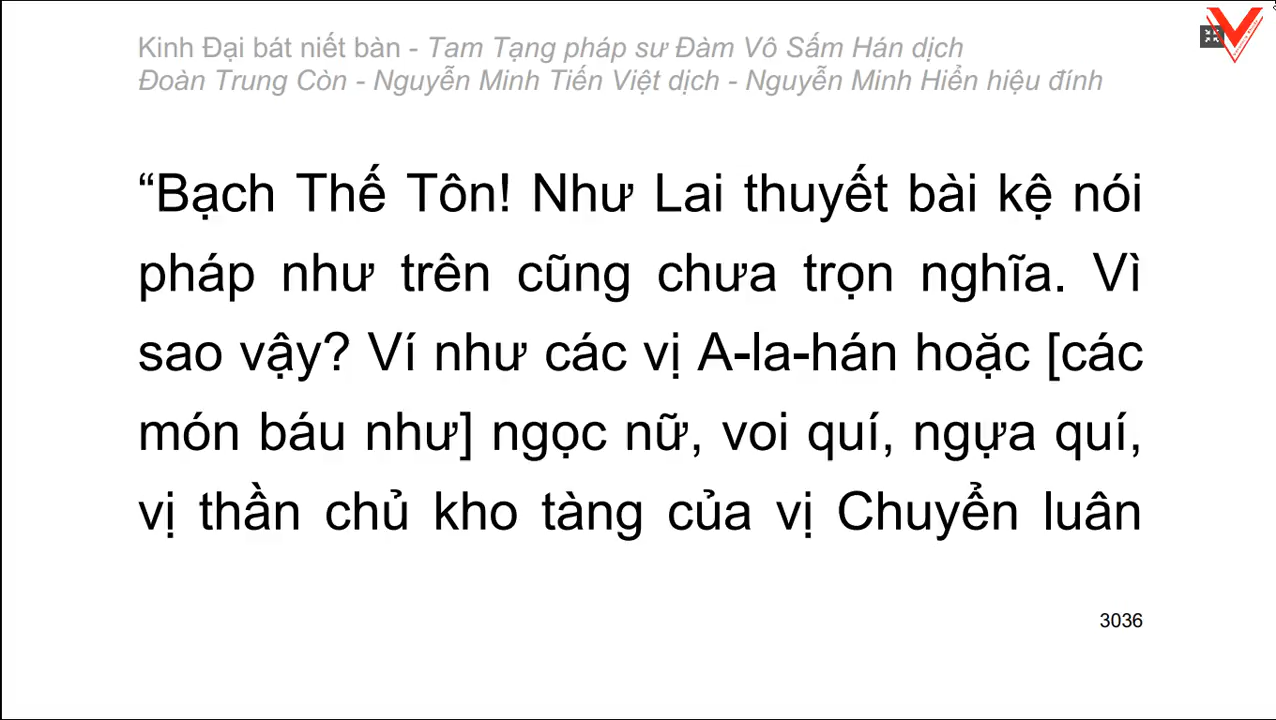 Kinh Đại bát niết bàn - Tam Tạng pháp sư Đàm Vô Sấm Hán dịch
Đoàn Trung Còn - Nguyễn Minh Tiến Việt dịch - Nguyễn Minh Hiển hiệu đính
“Bạch Thế Tôn! Như Lai thuyết bài kệ nói
pháp như trên cũng chưa trọn nghĩa. Vì
sao vậy? Ví như các vị A-la-hán hoặc [các
món báu như] ngọc nữ, voi quí, ngựa quí,
vị thần chủ kho tàng của vị Chuyển luân
3036